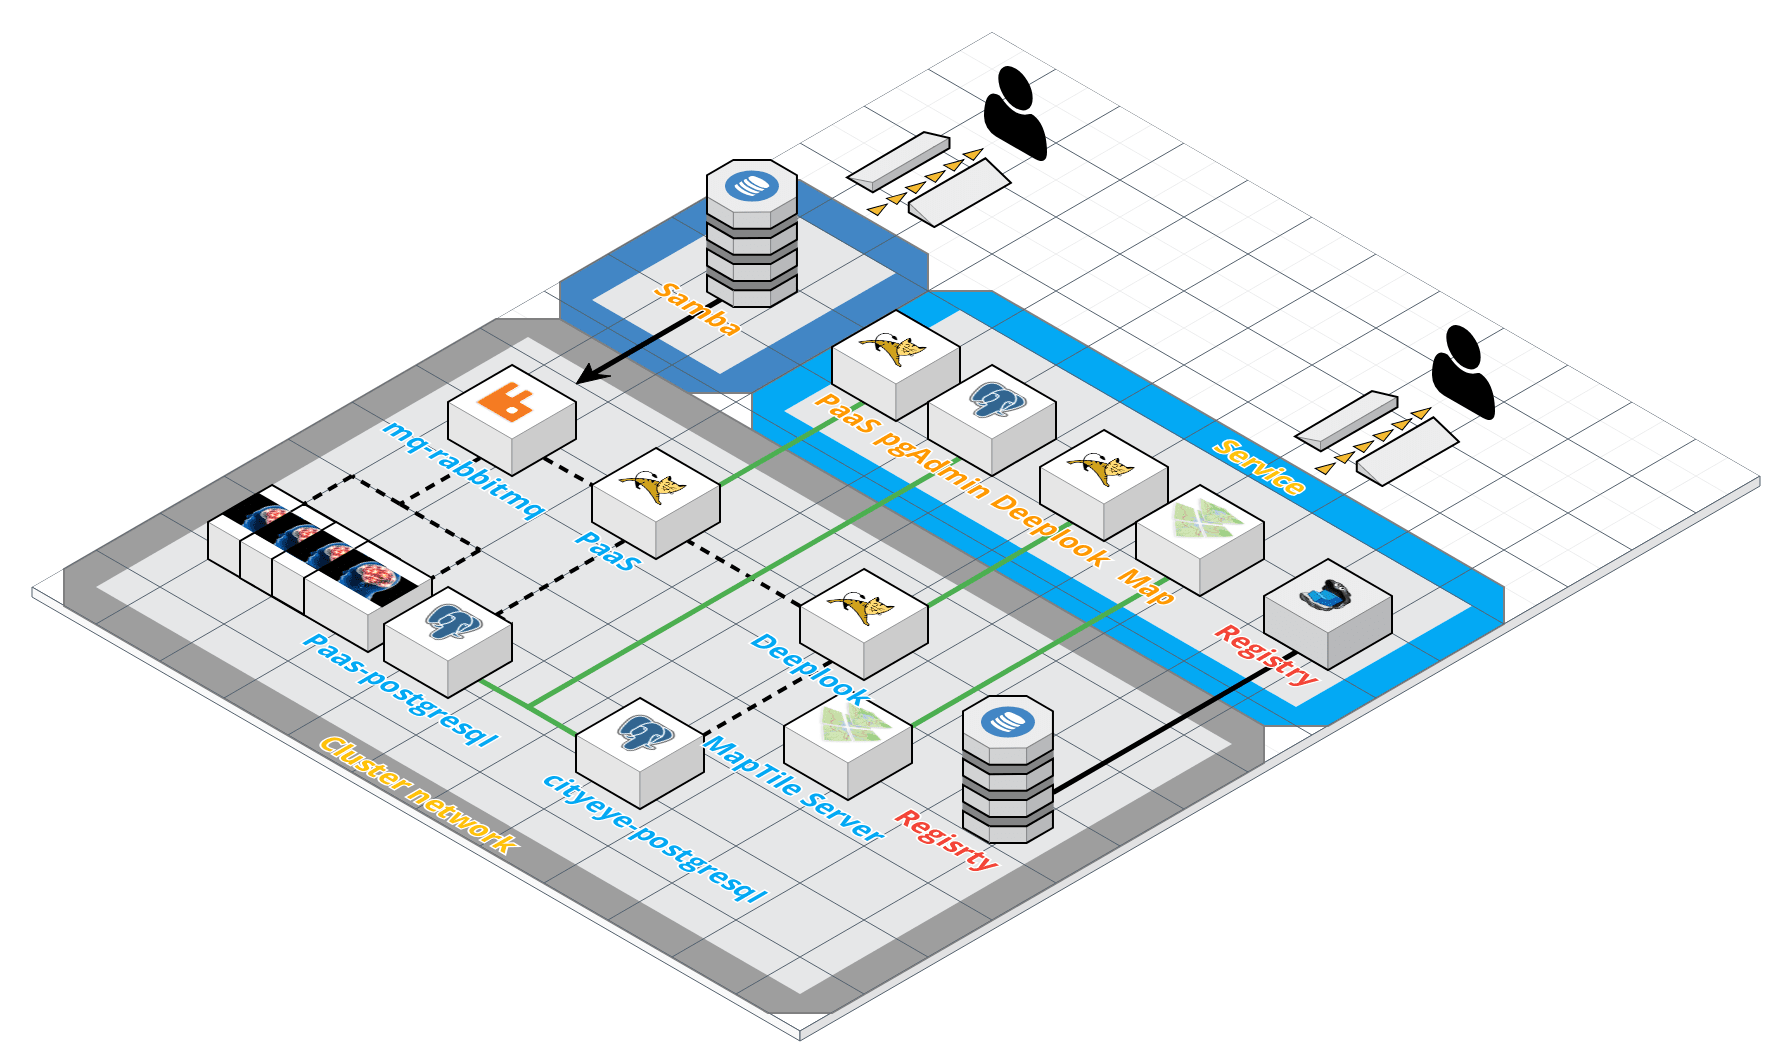 Samba
PaaS
pgAdmin
Deeplook
Map
Service
Registry
mq-rabbitmq
PaaS
Deeplook
Paas-postgresql
MapTile Server
cityeye-postgresql
Regisrty
Cluster network